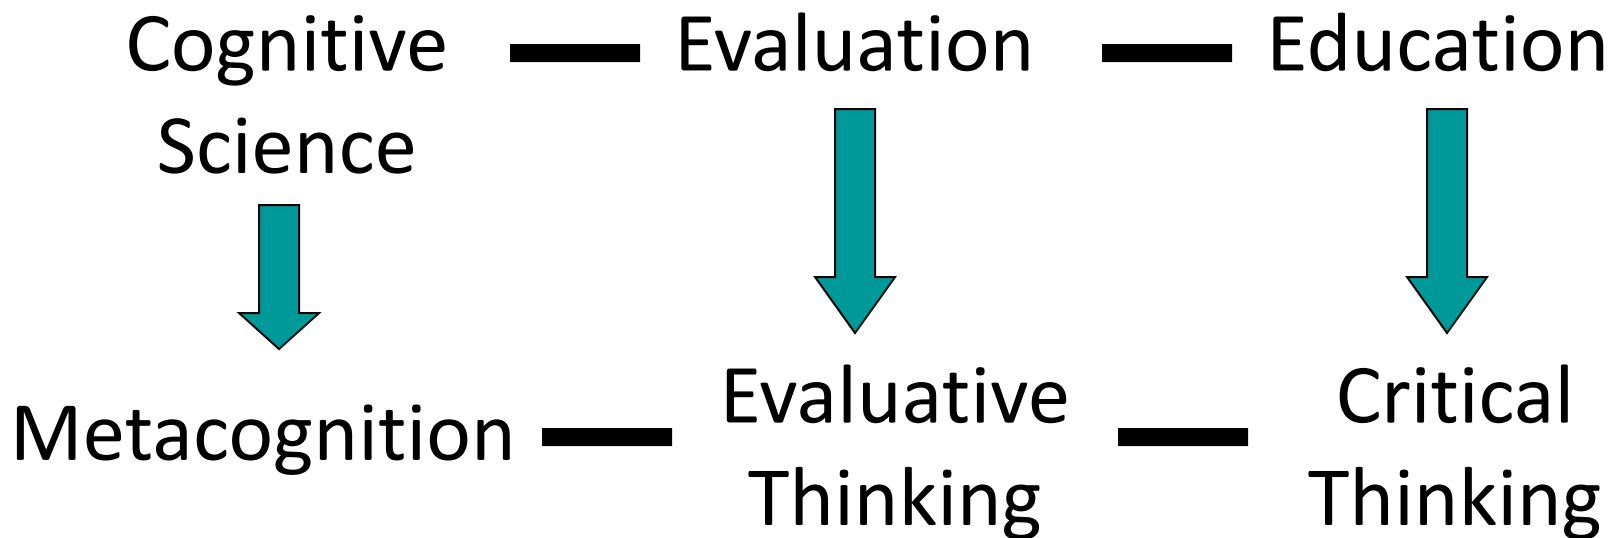 Cognitive
Science
Evaluation
Education
Metacognition
Evaluative
Thinking
Critical
Thinking